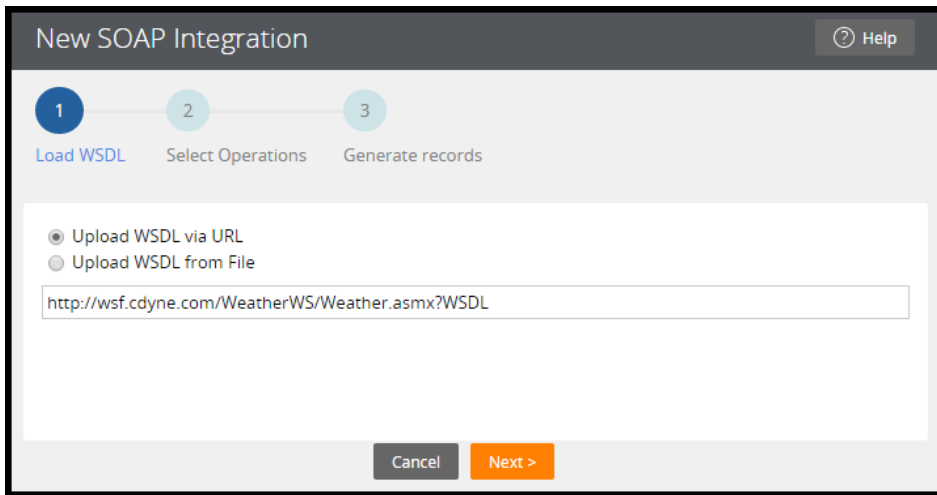 New SOAP Integration
? Help
1 2 3
Load WSDL Select Operations Generate records
Upload WSDL via URL
Upload WSDL from File
http://wsf.cdyne.com/WeatherWS/Weather.asmx?WSDL
Cancel Next >